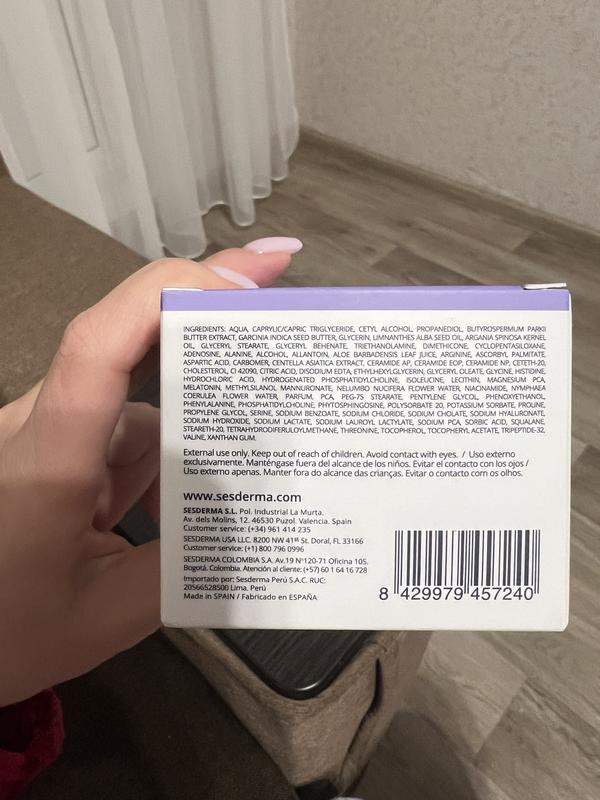 INGREDIENTS: AQUA, CAPRYLIC/CAPRIC TRIGLYCERIDE, CETYL ALCOHOL, PROPANEDIOL, BUTYROSPERMUM PARKII
BUTTER EXTRACT, GARCINIA INDICA SEED BUTTER, GLYCERIN, LIMNANTHES ALBA SEED OIL, ARGANIA SPINOSA KERNEL
OIL, GLYCERYL STEARATE, GLYCERYL BEHENATE, TRIETHANOLAMINE, DIMETHICONE, CYCLOPENTASILOXANE,
ADENOSINE, ALANINE, ALCOHOL, ALLANTOIN, ALOE BARBADENSIS LEAF JUICE, ARGININE, ASCORBYL PALMITATE,
ASPARTIC ACID, CARBOMER, CENTELLA ASIATICA EXTRACT, CERAMIDE AP, CERAMIDE EOP, CERAMIDE NP, CETETH-20,
CHOLESTEROL, CI 42090, CITRIC ACID, DISODIUM EDTA, ETHYLHEXYLGLYCERIN, GLYCERYL OLEATE, GLYCINE, HISTIDINE,
HYDROCHLORIC ACID, HYDROGENATED PHOSPHATIDYLCHOLINE, ISOLEUCINE, LECITHIN, MAGNESIUM PCA,
MELATONIN, METHYLSILANOL MANNURONATE, NELUMBO NUCIFERA FLOWER WATER, NIACINAMIDE, NYMPHAEA
COERULEA FLOWER WATER, PARFUM, PCA, PEG-75 STEARATE, PENTYLENE GLYCOL, PHENOXYETHANOL,
PHENYLALANINE, PHOSPHATIDYLCHOLINE, PHYTOSPHINGOSINE, POLYSORBATE 20, POTASSIUM SORBATE, PROLINE,
PROPYLENE GLYCOL, SERINE, SODIUM BENZOATE, SODIUM CHLORIDE, SODIUM CHOLATE, SODIUM HYALURONATE,
SODIUM HYDROXIDE, SODIUM LACTATE, SODIUM LAUROYL LACTYLATE, SODIUM PCA, SORBIC ACID, SQUALANE,
STEARETH-20, TETRAHYDRODIFERULOYLMETHANE, THREONINE, TOCOPHEROL, TOCOPHERYL ACETATE, TRIPEPTIDE-32,
VALINE, XANTHAN GUM.
External use only. Keep out of reach of children. Avoid contact with eyes. / Uso externo
exclusivamente. Manténgase fuera del alcance de los niños. Evitar el contacto con los ojos /
Uso externo apenas. Manter fora do alcance das crianças. Evitar o contacto com os olhos.
www.sesderma.com
SESDERMA S.L. Pol. Industrial La Murta.
Av. dels Molins, 12. 46530 Puzol. Valencia. Spain
Customer service: (+34) 961 414 235
SESDERMA USA LLC. 8200 NW 41st St. Doral, FL 33166
Customer service: (+1) 800 796 0996
SESDERMA COLOMBIA S.A. Av.19 Nº120-71 Oficina 105.
Bogotá. Colombia. Atención al cliente: (+57) 60 1 64 16 728
Importado por: Sesderma Perú S.A.C. RUC:
20566528500 Lima. Perú
Made in SPAIN / Fabricado en ESPAÑA
8 429979 457240